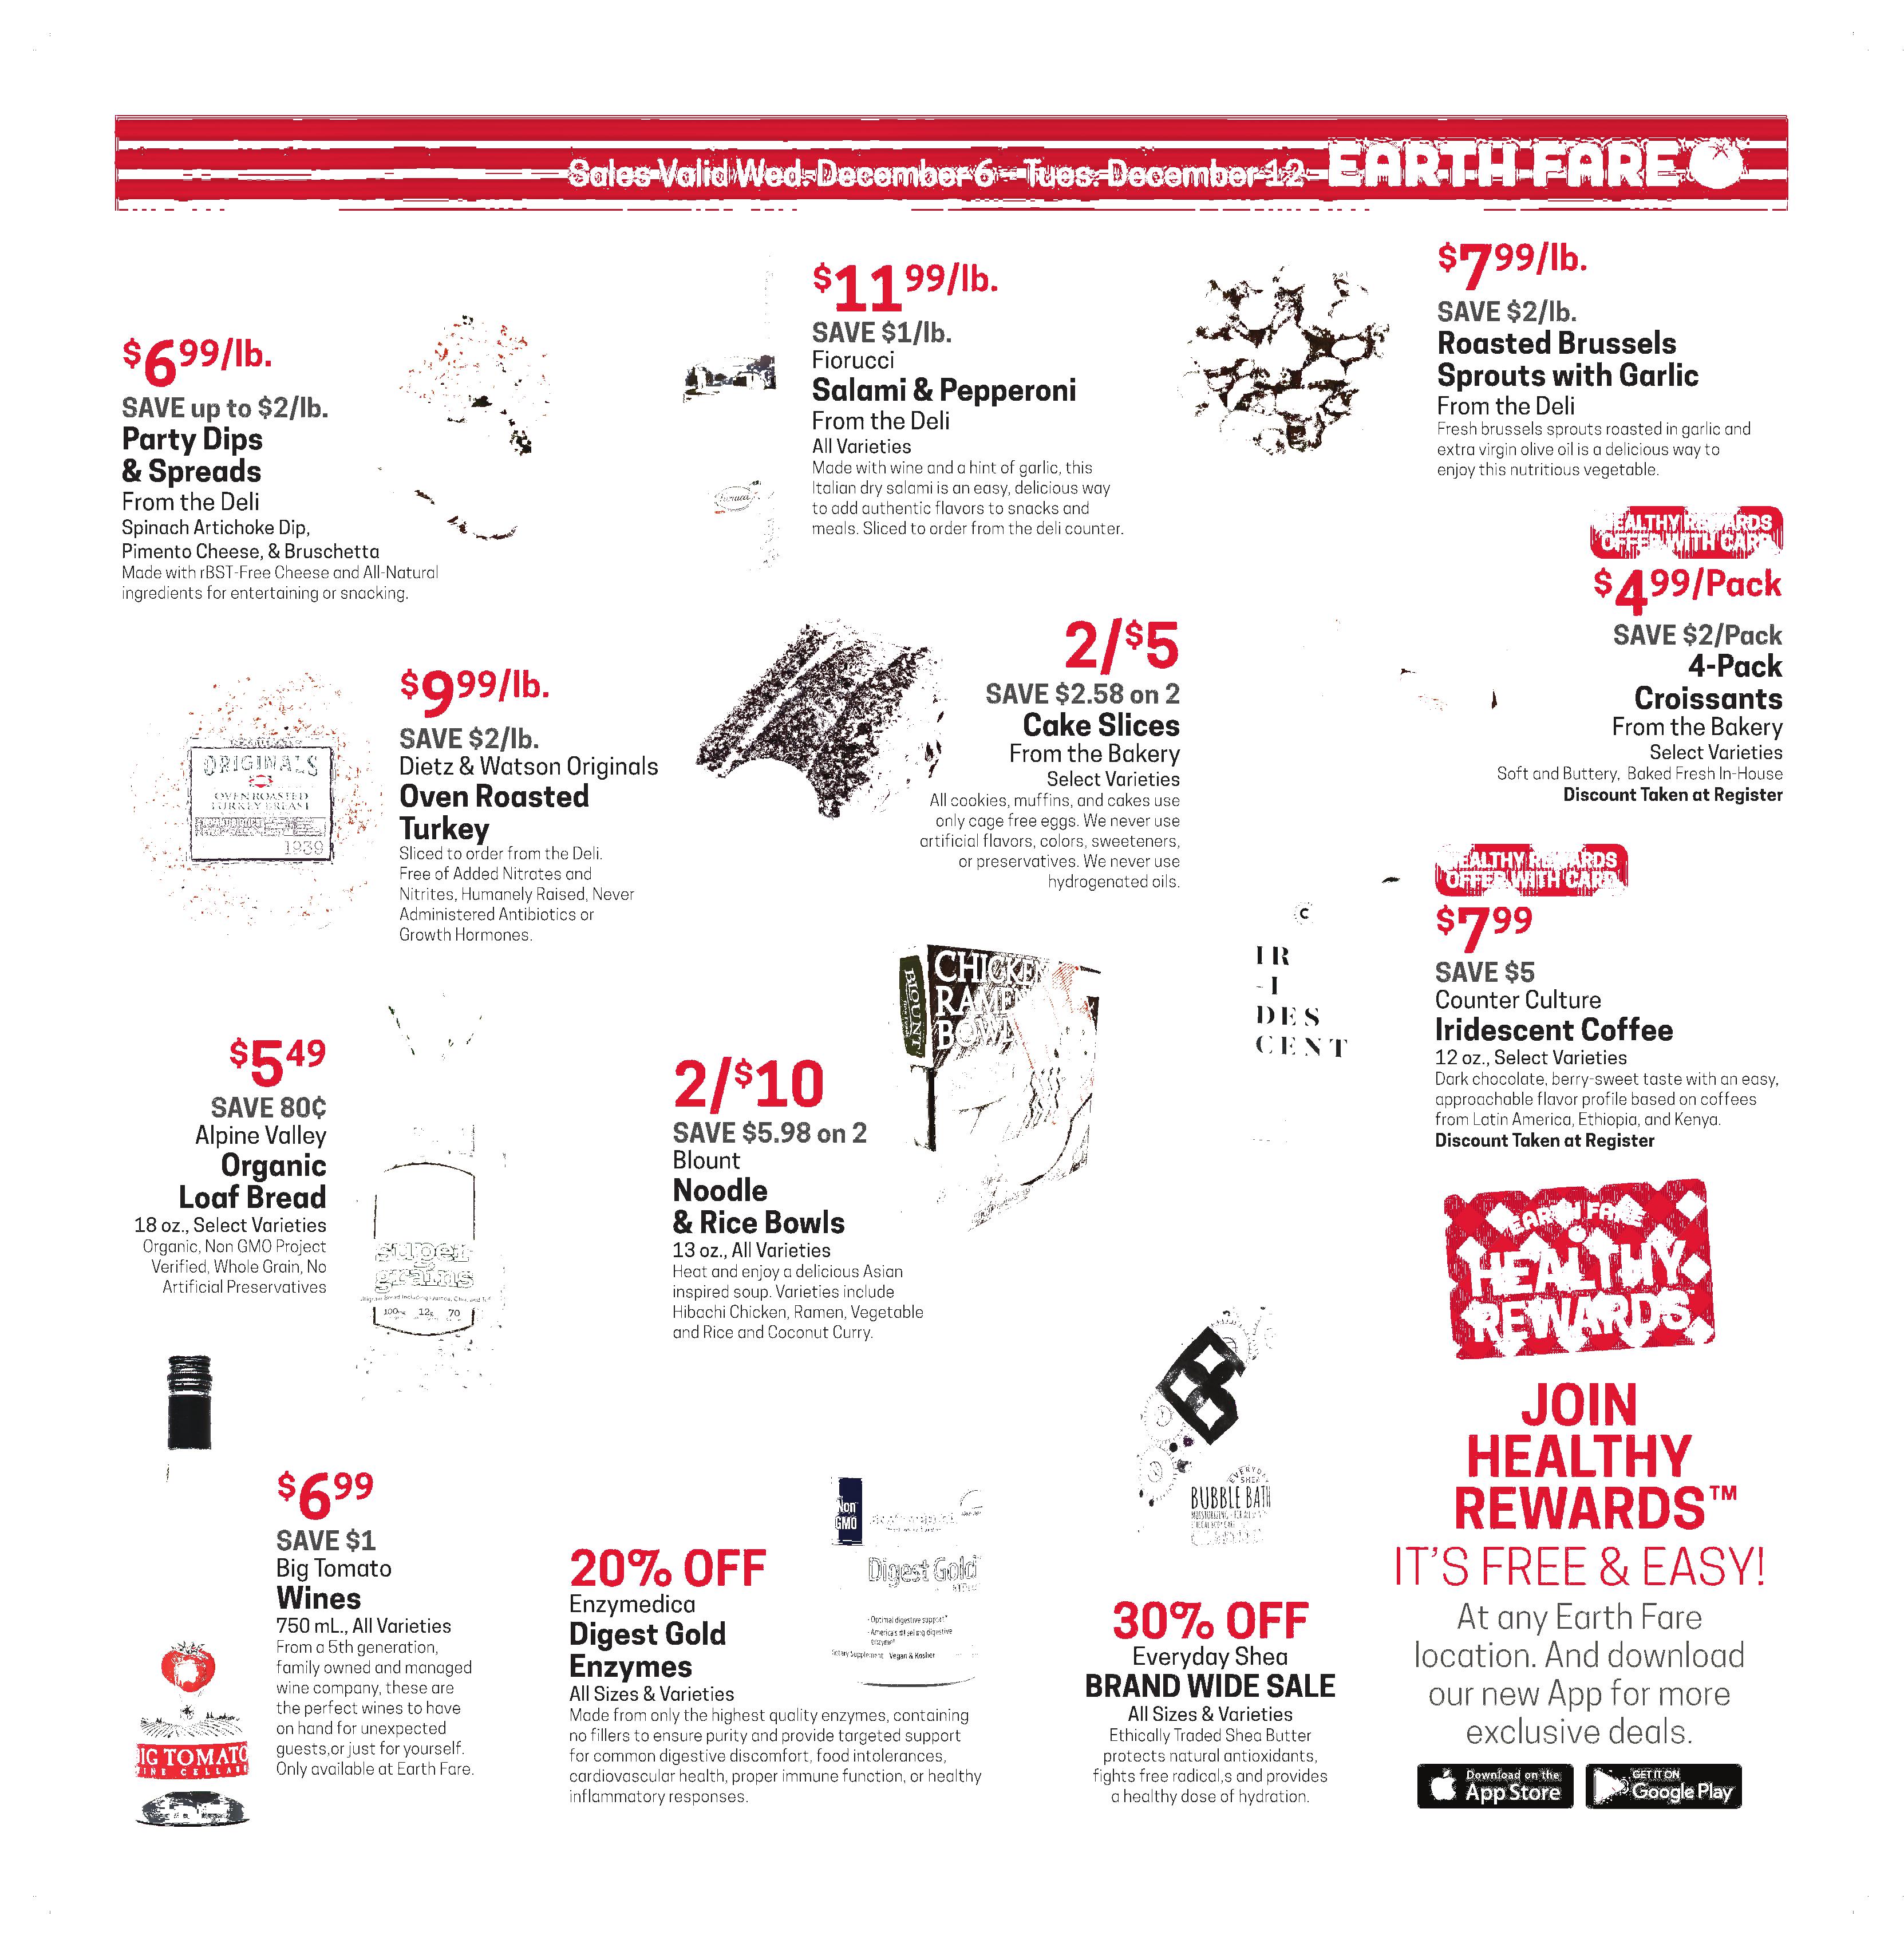 Sales Valid Wed. December 6 - Tues. December 12 EARTH FARE
$6.99/lb.
SAVE up to $2/lb.
Party Dips
& Spreads
From the Deli
Spinach Artichoke Dip,
Pimento Cheese, & Bruschetta
Made with rBST-Free Cheese and All-Natural
ingredients for entertaining or snacking.
$11 99/lb.
SAVE $1/lb.
Fiorucci
Salami & Pepperoni
From the Deli
All Varieties
Made with wine and a hint of garlic, this
Italian dry salami is an easy, delicious way
to add authentic flavors to snacks and
meals. Sliced to order from the deli counter.
$7 99/lb.
SAVE $2/lb.
Roasted Brussels
Sprouts with Garlic
From the Deli
Fresh brussels sprouts roasted in garlic and
extra virgin olive oil is a delicious way to
enjoy this nutritious vegetable.
HEALTHY REWARDS
OFFER WITH CARD
$4 99/Pack
SAVE $2/Pack
4-Pack
Croissants
From the Bakery
Select Varieties
Soft and Buttery, Baked Fresh In-House
Discount Taken at Register
ORIGINALS
OVEN ROASTED
TURKEY BREAST
1939
$9 99/lb.
SAVE $2/lb.
Dietz & Watson Originals
Oven Roasted
Turkey
Sliced to order from the Deli.
Free of Added Nitrates and
Nitrites, Humanely Raised, Never
Administered Antibiotics or
Growth Hormones.
2/$5
SAVE $2.58 on 2
Cake Slices
From the Bakery
Select Varieties
All cookies, muffins, and cakes use
only cage free eggs. We never use
artificial flavors, colors, sweeteners,
or preservatives. We never use
hydrogenated oils.
C
IR
-I
DES
CENT
HEALTHY REWARDS
OFFER WITH CARD
$7 99
SAVE $5
Counter Culture
Iridescent Coffee
12 oz., Select Varieties
Dark chocolate, berry-sweet taste with an easy,
approachable flavor profile based on coffees
from Latin America, Ethiopia, and Kenya.
Discount Taken at Register
$5 49
SAVE 80¢
Alpine Valley
Organic
Loaf Bread
18 oz., Select Varieties
Organic, Non GMO Project
Verified, Whole Grain, No
Artificial Preservatives
super
grains
100 12g 70
2/$10
SAVE $5.98 on 2
Blount
Noodle
& Rice Bowls
13 oz., All Varieties
Heat and enjoy a delicious Asian
inspired soup. Varieties include
Hibachi Chicken, Ramen, Vegetable
and Rice and Coconut Curry.
BLOUNT
CHICKEN
RAMEN
BOWL
EARTH FARE
HEALTHY
REWARDS
JOIN
HEALTHY
REWARDS™
IT'S FREE & EASY!
At any Earth Fare
location. And download
our new App for more
exclusive deals.
Download on the
App Store
GET IT ON
Google Play
$6 99
SAVE $1
Big Tomato
Wines
750 mL., All Varieties
From a 5th generation,
family owned and managed
wine company, these are
the perfect wines to have
on hand for unexpected
guests,or just for yourself.
Only available at Earth Fare.
BIG TOMATO
WINE CELLARS
20% OFF
Enzymedica
Digest Gold
Enzymes
All Sizes & Varieties
Made from only the highest quality enzymes, containing
no fillers to ensure purity and provide targeted support
for common digestive discomfort, food intolerances,
cardiovascular health, proper immune function, or healthy
inflammatory responses.
Non
GMO
Digest Gold
- Optimal digestive support*
- America's #1 selling digestive
enzyme*
Dietary Supplement Vegan & Kosher
EVERYDAY
SHEA
BUBBLE BATH
30% OFF
Everyday Shea
BRAND WIDE SALE
All Sizes & Varieties
Ethically Traded Shea Butter
protects natural antioxidants,
fights free radical,s and provides
a healthy dose of hydration.